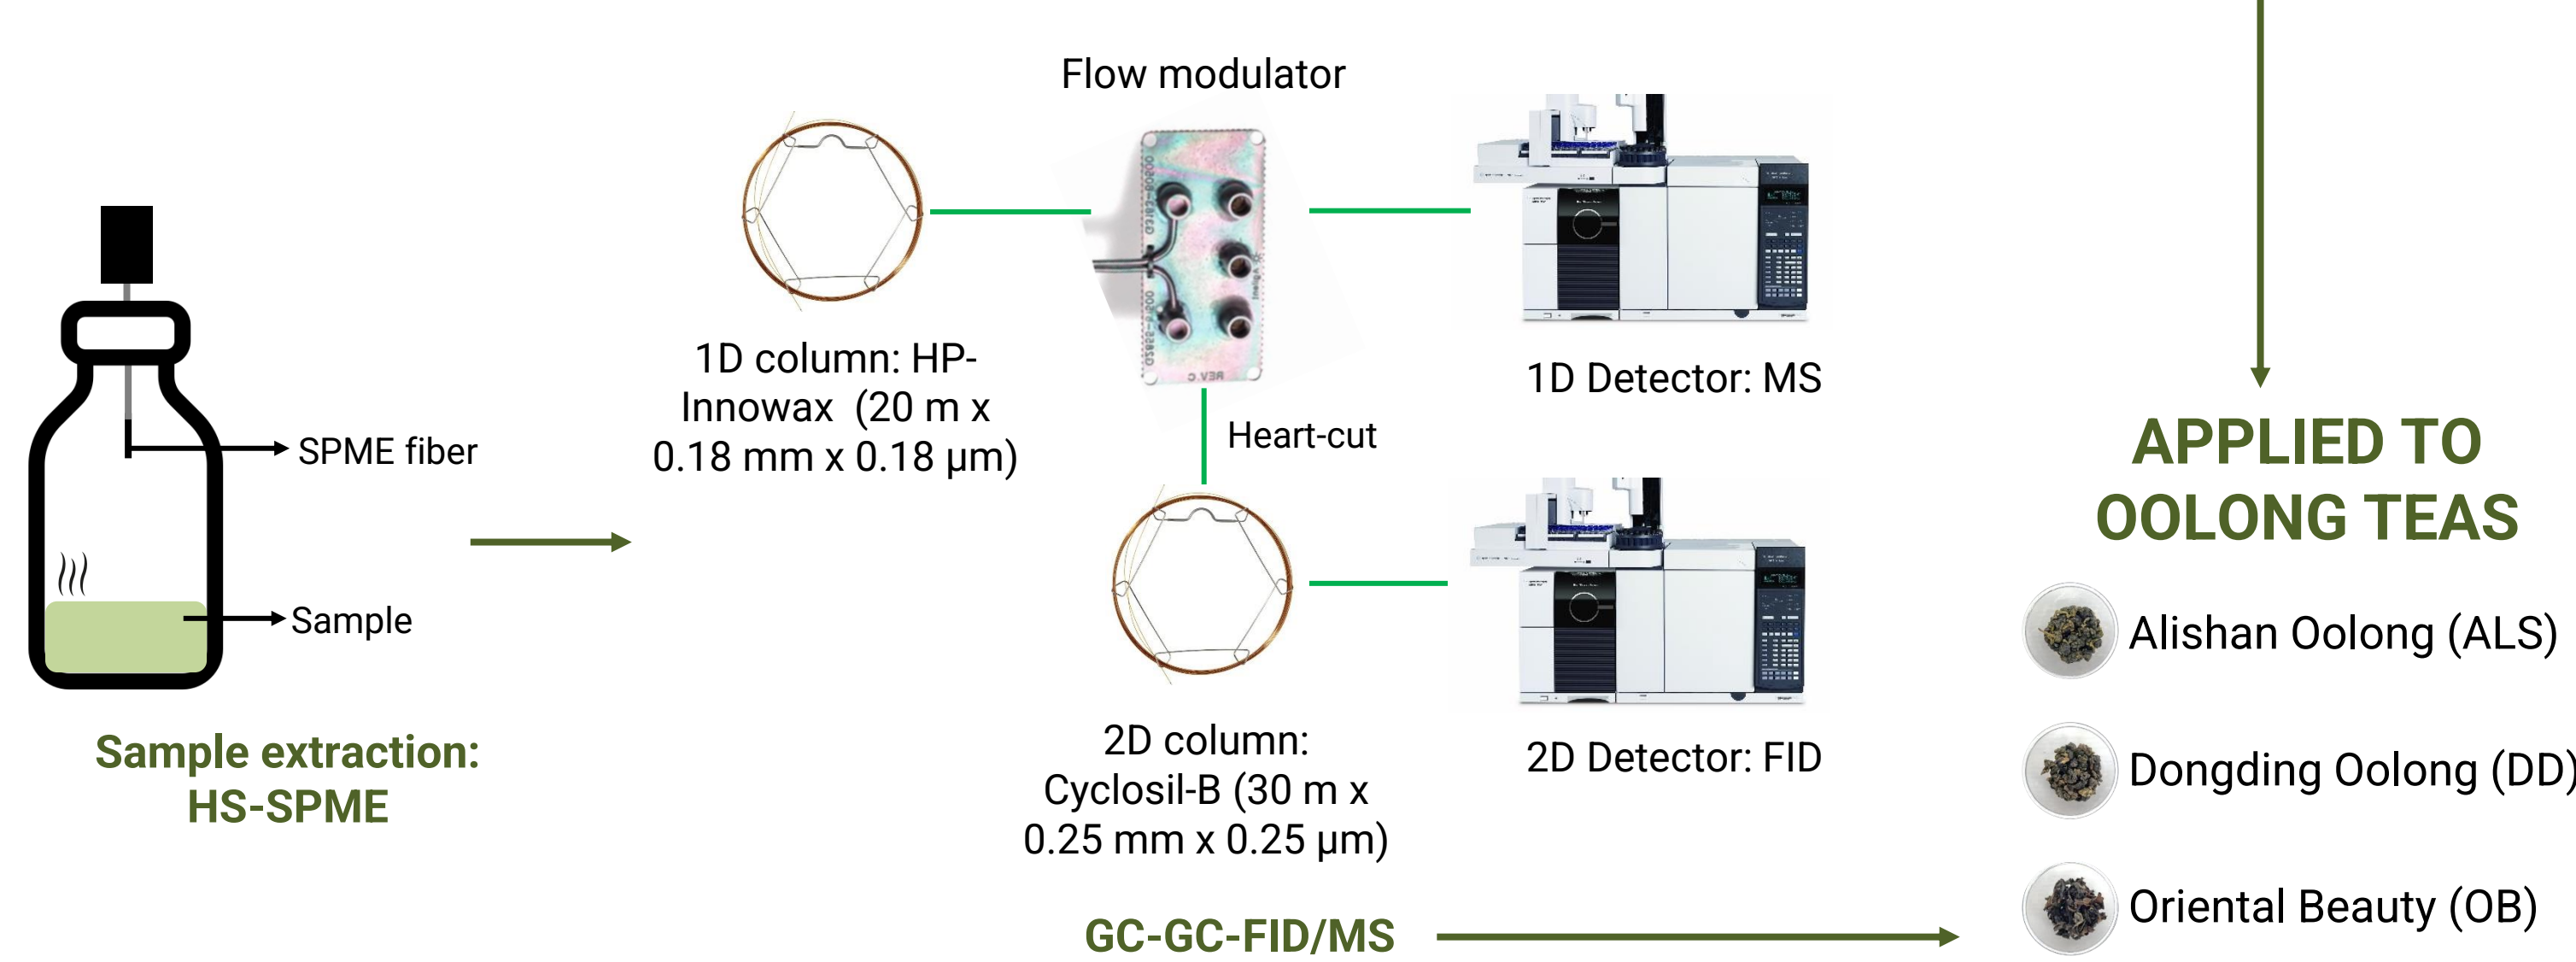 Flow modulator
1D column: HP-
Innowax (20 m x
0.18 mm x 0.18 μm)
1D Detector: MS
Heart-cut
SPME fiber
Sample
Sample extraction:
HS-SPME
2D column:
Cyclosil-B (30 m x
0.25 mm x 0.25 μm)
2D Detector: FID
GC-GC-FID/MS
APPLIED TO
OOLONG TEAS
Alishan Oolong (ALS)
Dongding Oolong (DD)
Oriental Beauty (OB)
REV.C